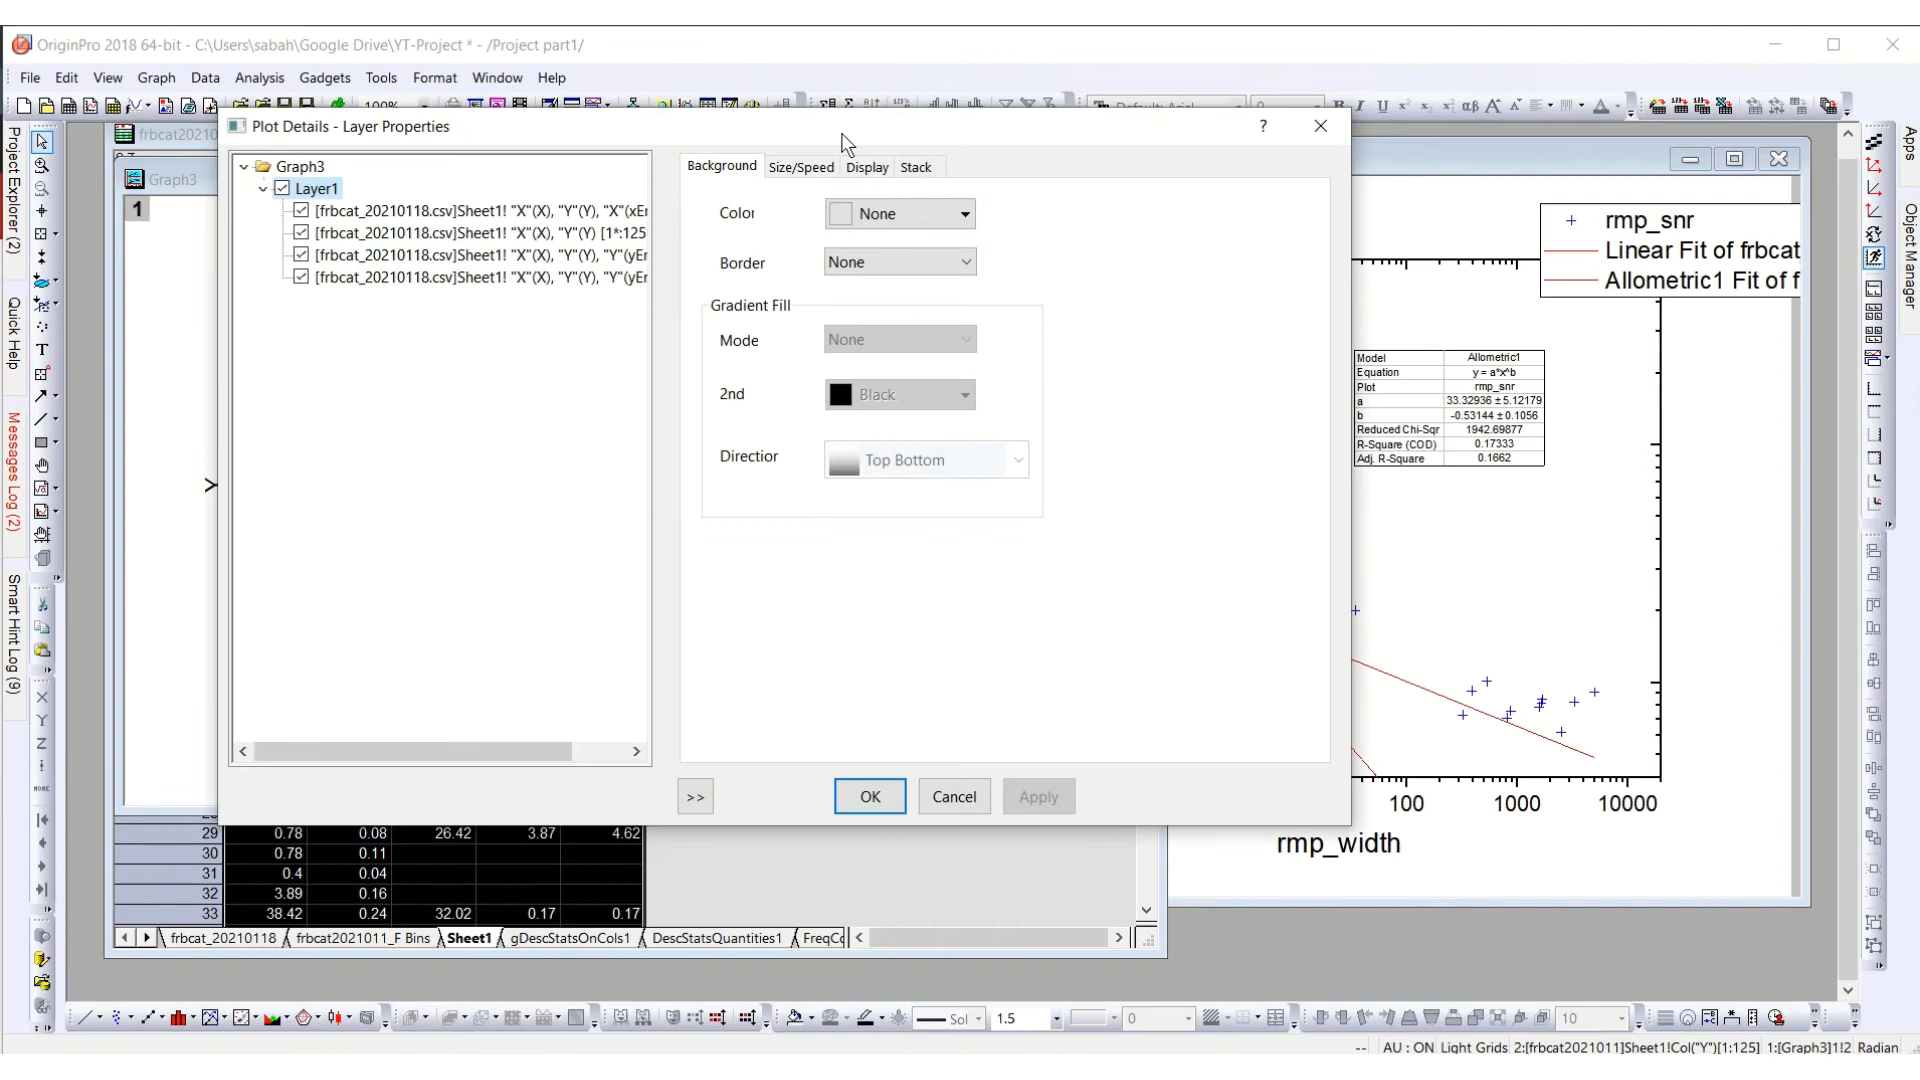 OriginPro 2018 64-bit - C:\Users\sabah\Google Drive\YT-Project * - /Project part1/
File Edit View Graph Data Analysis Gadgets Tools Format Window Help
100%
Default: Arial
0
Project Explorer (2)
Quick Help
Messages Log (2)
Smart Hint Log (9)
Apps
Object Manager
frbcat2021
Graph3
1
Y
Plot Details - Layer Properties
?
Graph3
Layer1
[frbcat_20210118.csv]Sheet1! "X"(X), "Y"(Y), "X"(xEr
[frbcat_20210118.csv]Sheet1! "X"(X), "Y"(Y) [1*:125
[frbcat_20210118.csv]Sheet1! "X"(X), "Y"(Y), "Y"(yEr
[frbcat_20210118.csv]Sheet1! "X"(X), "Y"(Y), "Y"(yEr
Background Size/Speed Display Stack
Color None
Border None
Gradient Fill
Mode None
2nd Black
Directior Top Bottom
>> OK Cancel Apply
rmp_snr
Linear Fit of frbcat
Allometric1 Fit of f
Model Allometric1
Equation y = a*x^b
Plot rmp_snr
a 33.32936 ± 5.12179
b -0.53144 ± 0.1056
Reduced Chi-Sqr 1942.69877
R-Square (COD) 0.17333
Adj. R-Square 0.1662
100 1000 10000
rmp_width
29 0.78 0.08 26.42 3.87 4.62
30 0.78 0.11
31 0.4 0.04
32 3.89 0.16
33 38.42 0.24 32.02 0.17 0.17
frbcat_20210118 frbcat2021011_F Bins Sheet1 gDescStatsOnCols1 DescStatsQuantities1 FreqCo
Sol 1.5 0 10
-- AU : ON Light Grids 2:[frbcat2021011]Sheet1!Col("Y")[1:125] 1:[Graph3]1!2 Radian